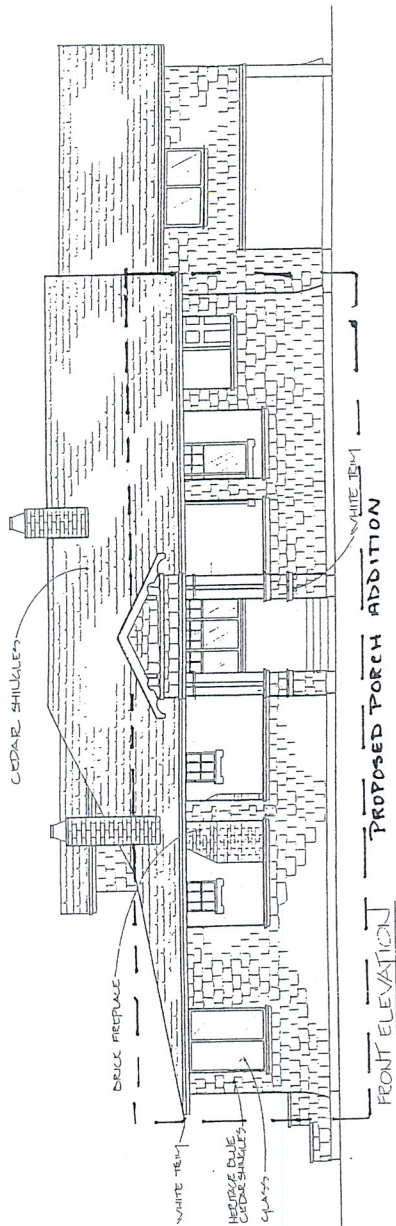 CEDAR SHINGLES
BRICK FIREPLACE
WHITE TRIM
HERITAGE BLUE
CEDAR SHINGLES
GLASS
WHITE TRIM
PROPOSED PORCH ADDITION
FRONT ELEVATION